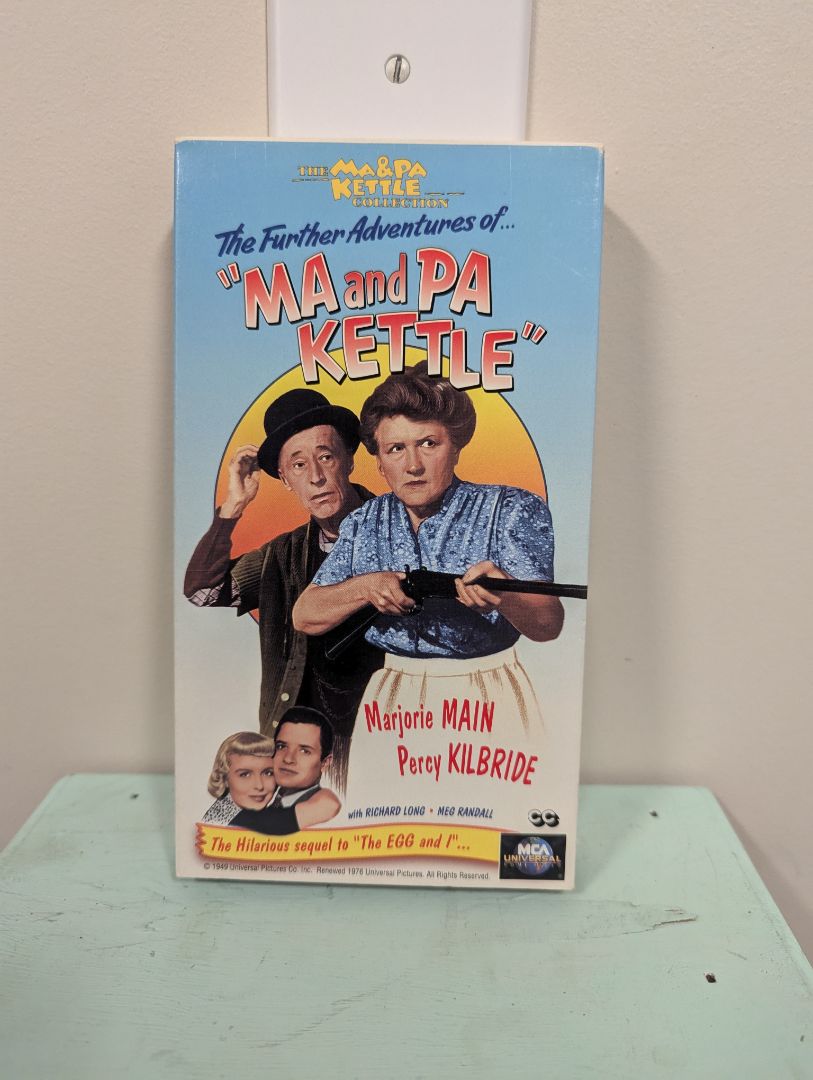 THE MA & PA
KETTLE
COLLECTION
The Further Adventures of...
"MA and PA
KETTLE"
Marjorie MAIN
Percy KILBRIDE
with RICHARD LONG • MEG RANDALL
CC
The Hilarious sequel to "The EGG and I"...
MCA
UNIVERSAL
HOME VIDEO
© 1949 Universal Pictures Co. Inc. Renewed 1976 Universal Pictures. All Rights Reserved.